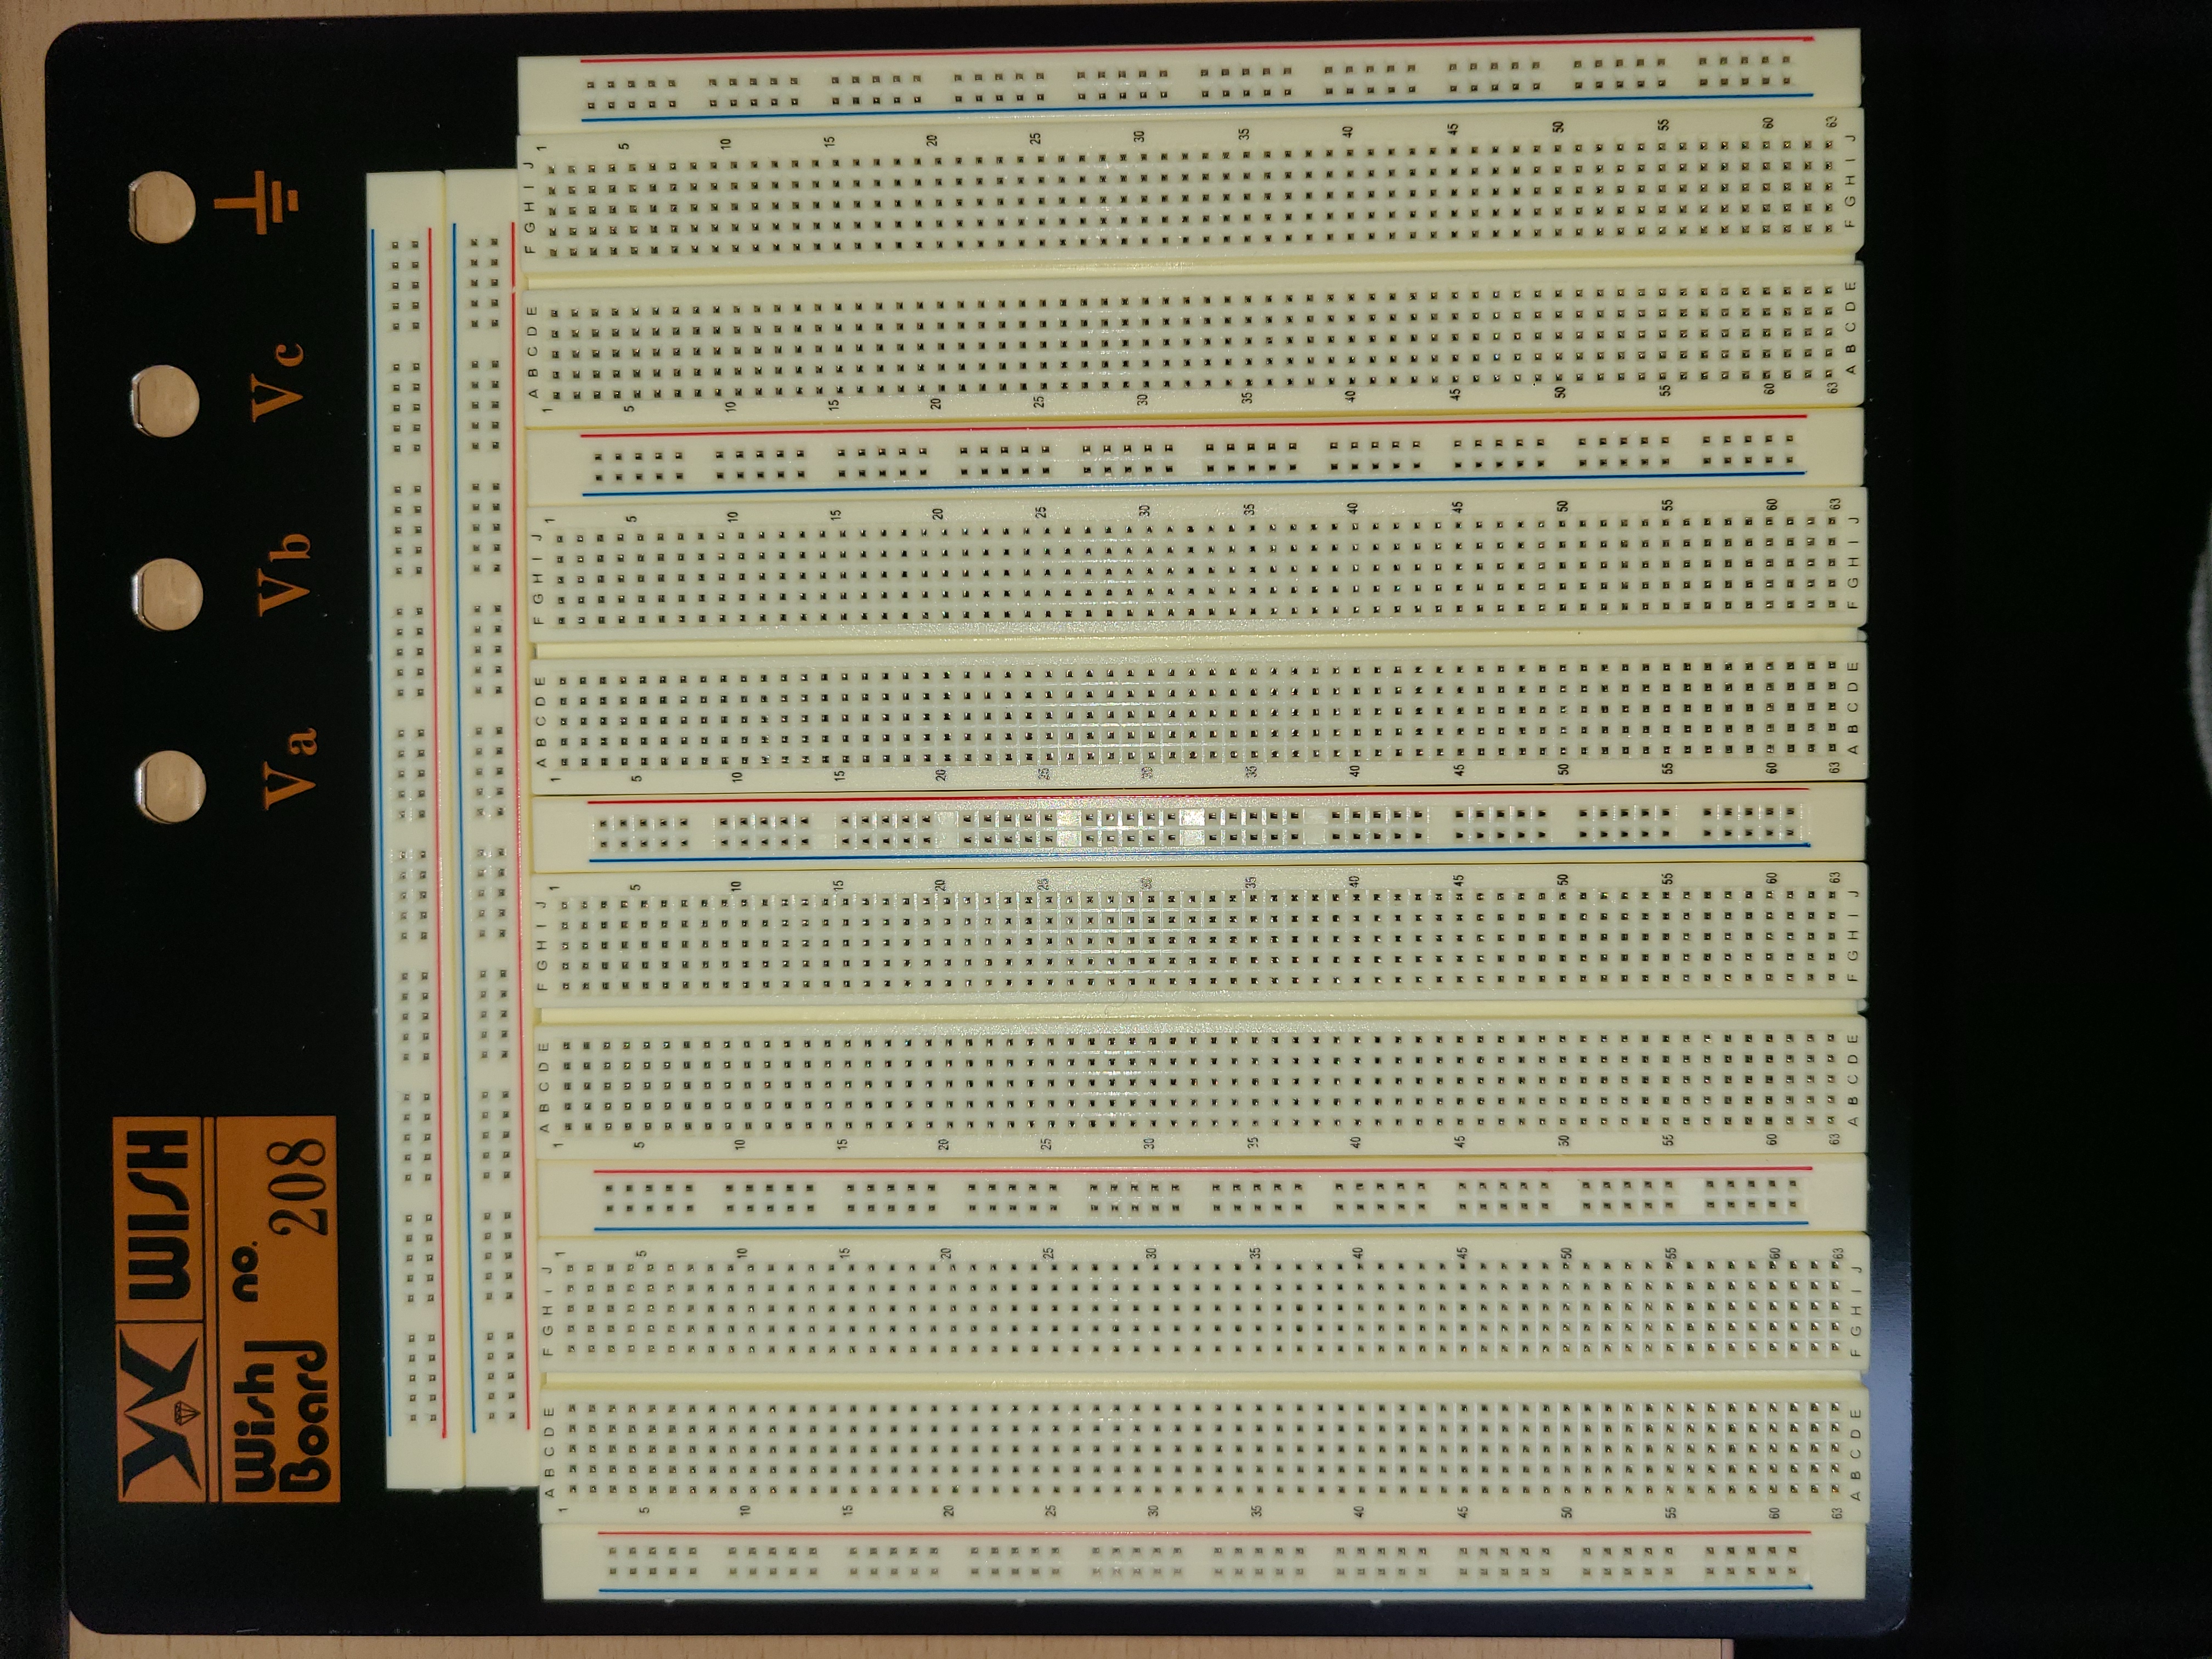 WISH
Wish no.
Board 208
Va Vb Vc
A B C D E F G H I J A B C D E F G H I J A B C D E F G H I J A B C D E F G H I J
1 1 1 1 1 1 1 1
5 5 5 5 5 5 5 5
10 10 10 10 10 10 10 10
15 15 15 15 15 15 15 15
20 20 20 20 20 20 20 20
25 25 25 25 25 25 25 25
30 30 30 30 30 30 30 30
35 35 35 35 35 35 35 35
40 40 40 40 40 40 40 40
45 45 45 45 45 45 45 45
50 50 50 50 50 50 50 50
55 55 55 55 55 55 55 55
60 60 60 60 60 60 60 60
63 63 63 63 63 63 63 63
A B C D E F G H I J A B C D E F G H I J A B C D E F G H I J A B C D E F G H I J